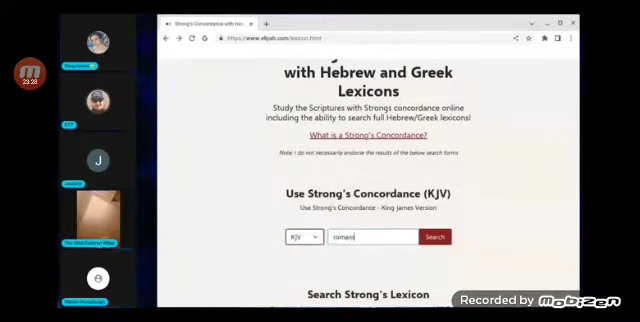 Strong's Concordance with Heb
https://www.eliyah.com/lexicon.html
with Hebrew and Greek
Lexicons
Study the Scriptures with Strongs concordance online
including the ability to search full Hebrew/Greek lexicons!
What is a Strong's Concordance?
Note: I do not necessarily endorse the results of the below search forms
Use Strong's Concordance (KJV)
Use Strong's Concordance - King James Version
KJV
romans
Search
Search Strong's Lexicon
23:28
J
Recorded by MOBIZEN